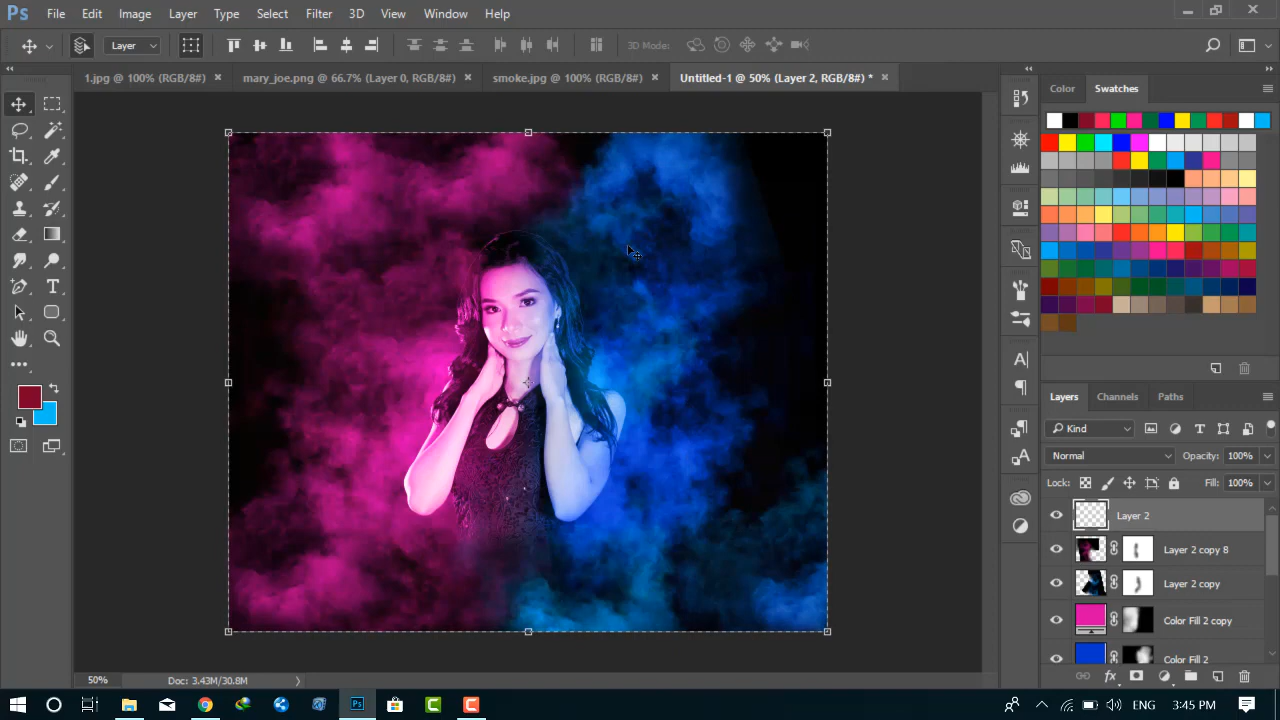 Ps File Edit Image Layer Type Select Filter 3D View Window Help
Layer 3D Mode:
1.jpg @ 100% (RGB/8#) mary_joe.png @ 66.7% (Layer 0, RGB/8#) smoke.jpg @ 100% (RGB/8#) Untitled-1 @ 50% (Layer 2, RGB/8#) *
Color Swatches
Layers Channels Paths
Kind
Normal Opacity: 100%
Lock: Fill: 100%
Layer 2
Layer 2 copy 8
Layer 2 copy
Color Fill 2 copy
Color Fill 2
50% Doc: 3.43M/30.8M
Ps ENG 3:45 PM